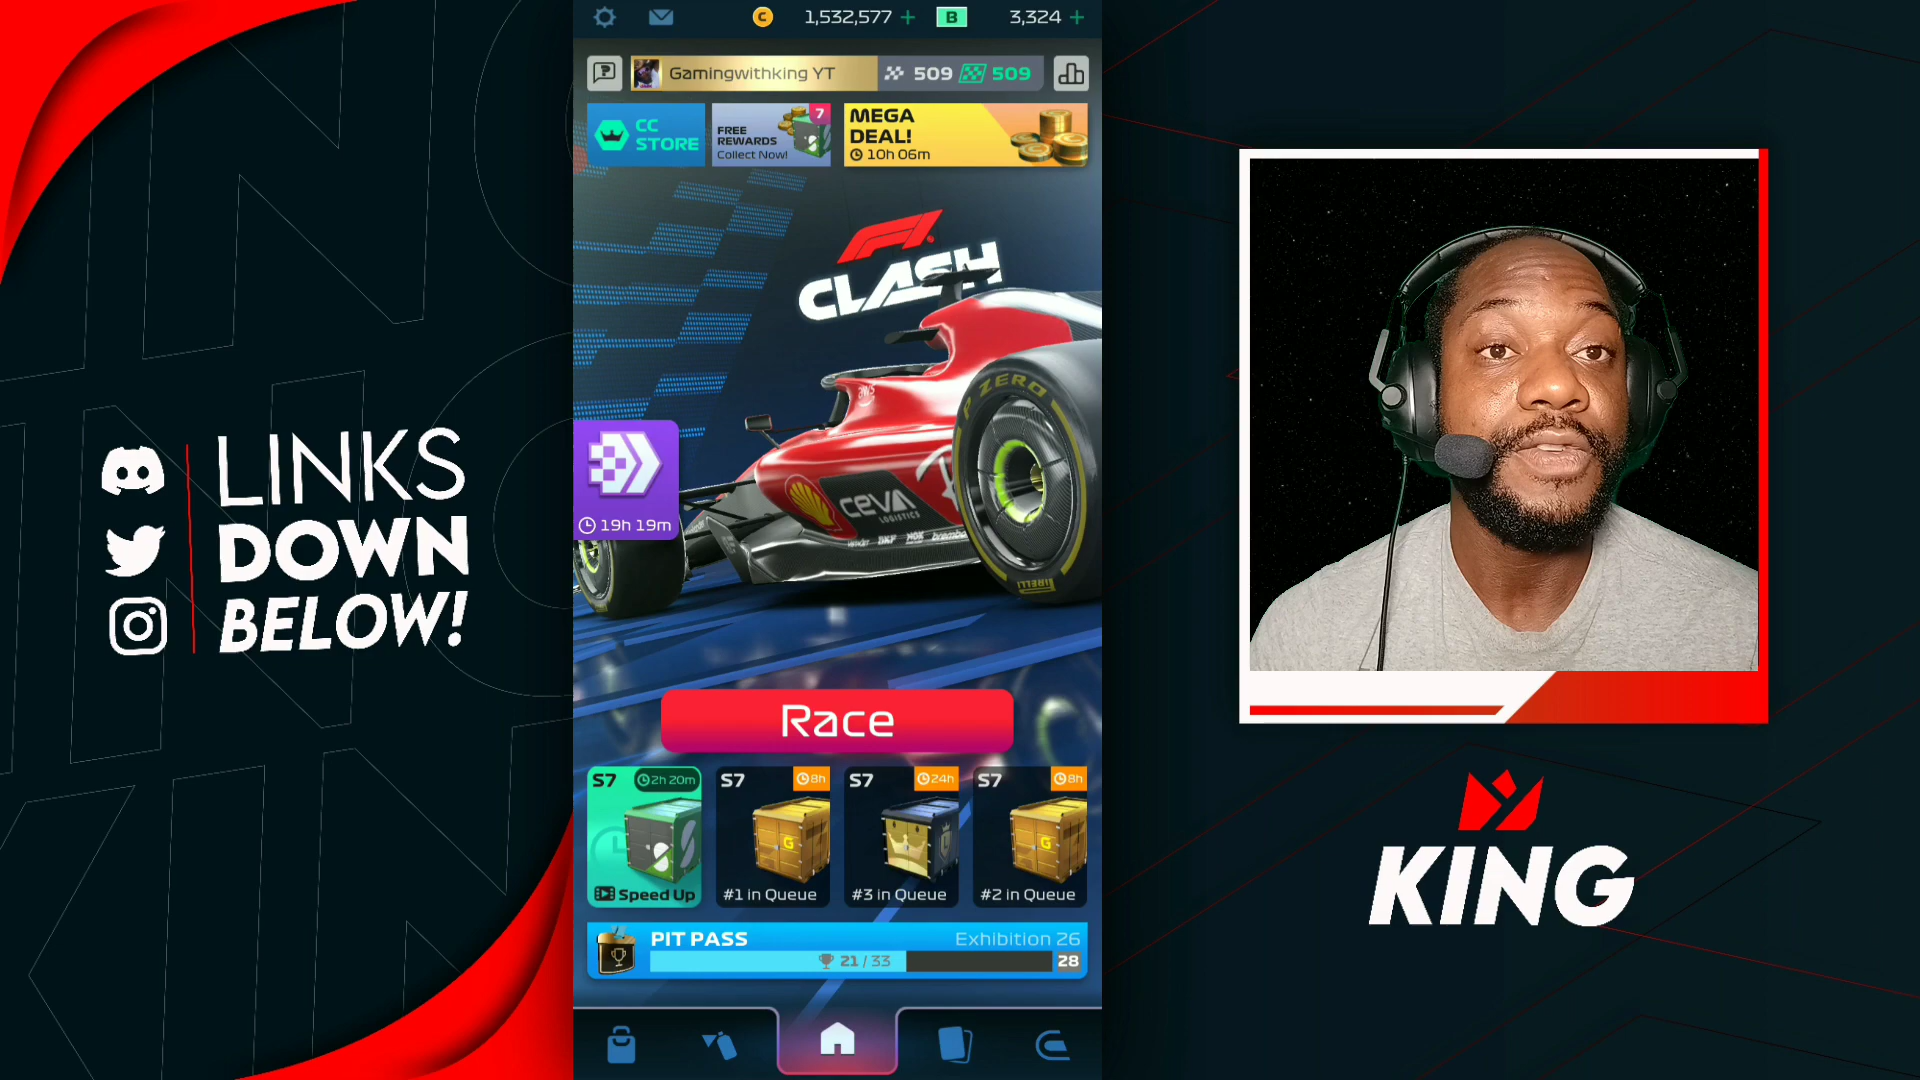 1,532,577
B
3,324
Gamingwithking YT
509
509
CC
STORE
FREE
REWARDS
Collect Now!
7
MEGA
DEAL!
10h 06m
F1
CLASH
P ZERO
CEVA
LOGISTICS
PIRELLI
19h 19m
Race
S7
2h 20m
Speed Up
S7
8h
G
#1 in Queue
S7
24h
L
#3 in Queue
S7
8h
G
#2 in Queue
PIT PASS
Exhibition 26
21 / 33
28
LINKS
DOWN
BELOW!
KING